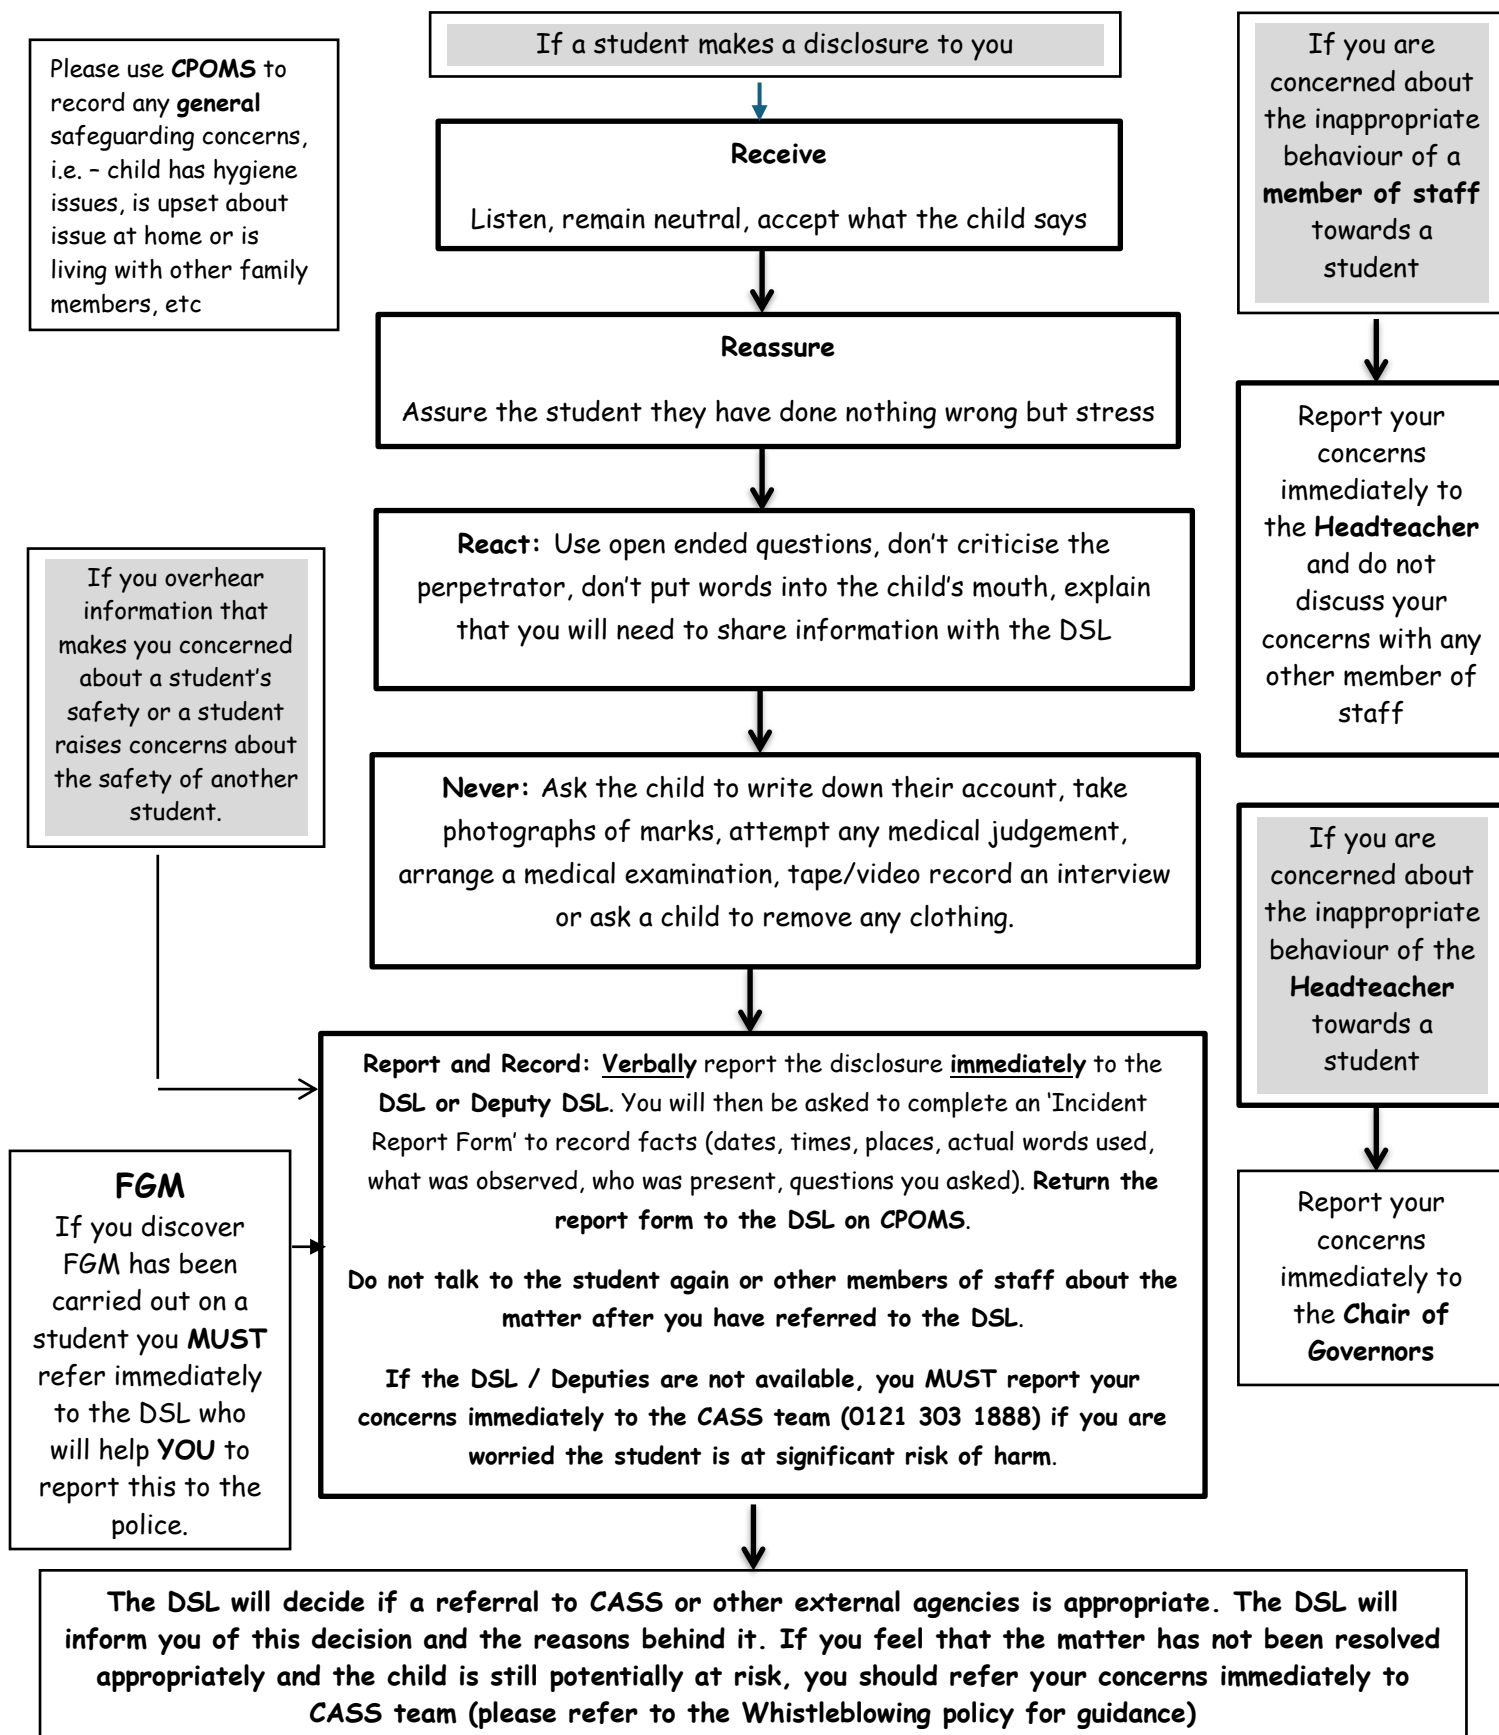 Please use CPOMS to
record any general
safeguarding concerns,
i.e. – child has hygiene
issues, is upset about
issue at home or is
living with other family
members, etc
If a student makes a disclosure to you
Receive
Listen, remain neutral, accept what the child says
Reassure
Assure the student they have done nothing wrong but stress
React: Use open ended questions, don't criticise the
perpetrator, don't put words into the child's mouth, explain
that you will need to share information with the DSL
Never: Ask the child to write down their account, take
photographs of marks, attempt any medical judgement,
arrange a medical examination, tape/video record an interview
or ask a child to remove any clothing.
If you overhear
information that
makes you concerned
about a student's
safety or a student
raises concerns about
the safety of another
student.
Report and Record: Verbally report the disclosure immediately to the
DSL or Deputy DSL. You will then be asked to complete an 'Incident
Report Form' to record facts (dates, times, places, actual words used,
what was observed, who was present, questions you asked). Return the
report form to the DSL on CPOMS.
Do not talk to the student again or other members of staff about the
matter after you have referred to the DSL.
If the DSL / Deputies are not available, you MUST report your
concerns immediately to the CASS team (0121 303 1888) if you are
worried the student is at significant risk of harm.
FGM
If you discover
FGM has been
carried out on a
student you MUST
refer immediately
to the DSL who
will help YOU to
report this to the
police.
If you are
concerned about
the inappropriate
behaviour of a
member of staff
towards a
student
Report your
concerns
immediately to
the Headteacher
and do not
discuss your
concerns with any
other member of
staff
If you are
concerned about
the inappropriate
behaviour of the
Headteacher
towards a
student
Report your
concerns
immediately to
the Chair of
Governors
The DSL will decide if a referral to CASS or other external agencies is appropriate. The DSL will
inform you of this decision and the reasons behind it. If you feel that the matter has not been resolved
appropriately and the child is still potentially at risk, you should refer your concerns immediately to
CASS team (please refer to the Whistleblowing policy for guidance)